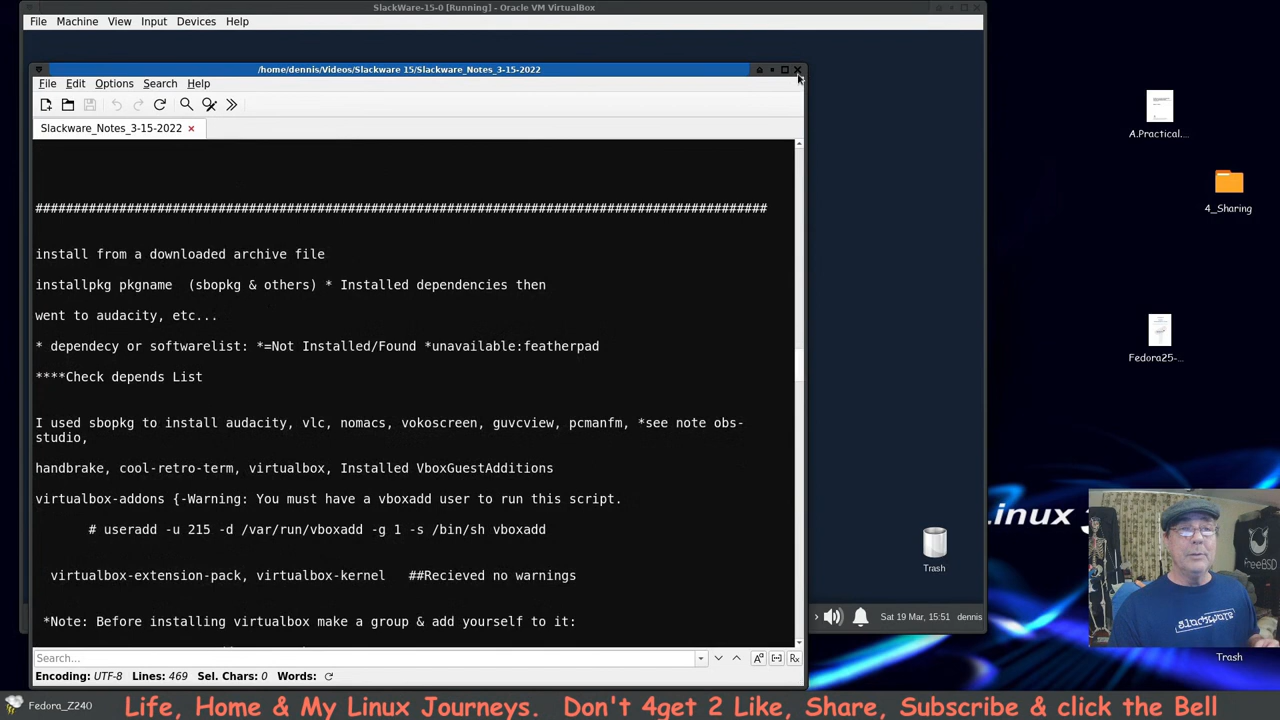 SlackWare-15-0 [Running] - Oracle VM VirtualBox
File Machine View Input Devices Help
/home/dennis/Videos/Slackware 15/Slackware_Notes_3-15-2022
File Edit Options Search Help
Slackware_Notes_3-15-2022
################################################################################################
install from a downloaded archive file
installpkg pkgname  (sbopkg & others) * Installed dependencies then
went to audacity, etc...
* dependecy or softwarelist: *=Not Installed/Found *unavailable:featherpad
****Check depends List
I used sbopkg to install audacity, vlc, nomacs, vokoscreen, guvcview, pcmanfm, *see note obs-
studio,
handbrake, cool-retro-term, virtualbox, Installed VboxGuestAdditions
virtualbox-addons {-Warning: You must have a vboxadd user to run this script.
# useradd -u 215 -d /var/run/vboxadd -g 1 -s /bin/sh vboxadd
virtualbox-extension-pack, virtualbox-kernel   ##Recieved no warnings
*Note: Before installing virtualbox make a group & add yourself to it:
Search...
Encoding: UTF-8 Lines: 469 Sel. Chars: 0 Words:
A.Practical....
4_Sharing
Fedora25-...
Trash
Sat 19 Mar, 15:51 dennis
Linux
FreeBSD
slackware
Trash
Fedora_Z240
Life, Home & My Linux Journeys. Don't 4get 2 Like, Share, Subscribe & click the Bell